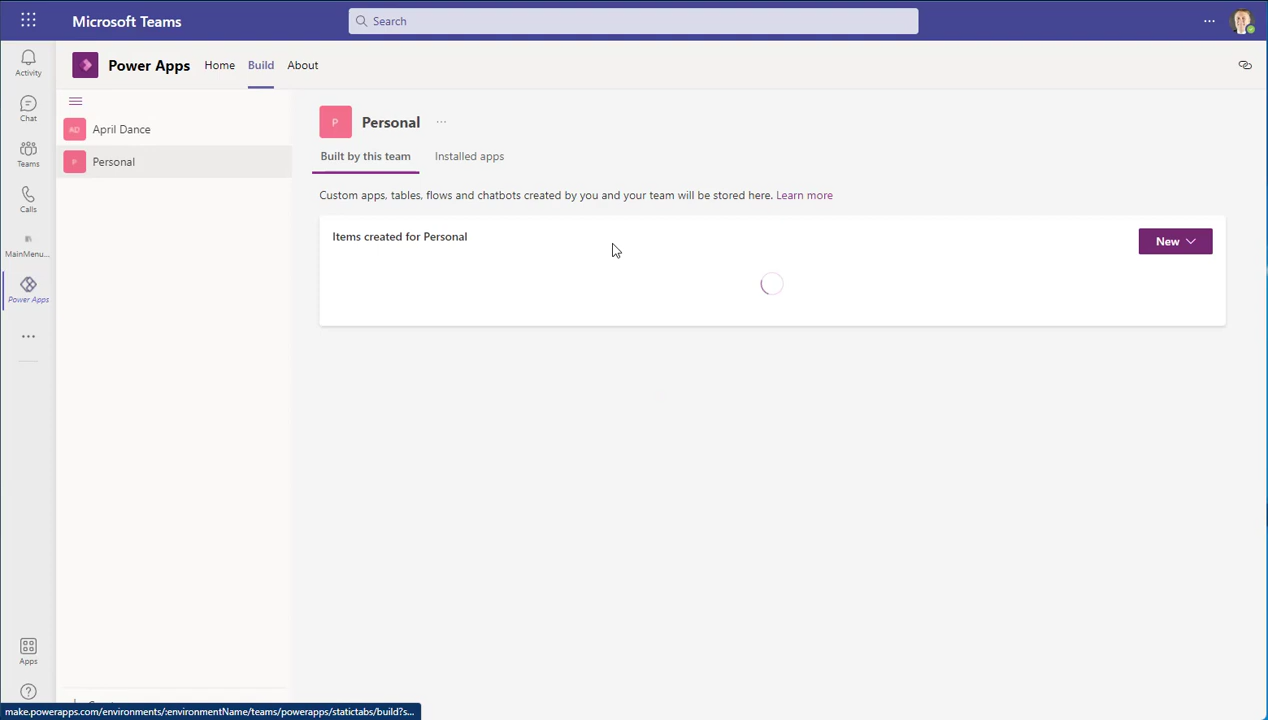 Microsoft Teams
Search
Activity
Chat
Teams
Calls
MainMenu...
Power Apps
Apps
Power Apps
Home
Build
About
AD
April Dance
P
Personal
P
Personal
Built by this team
Installed apps
Custom apps, tables, flows and chatbots created by you and your team will be stored here. Learn more
Items created for Personal
New
make.powerapps.com/environments/:environmentName/teams/powerapps/statictabs/build?s...